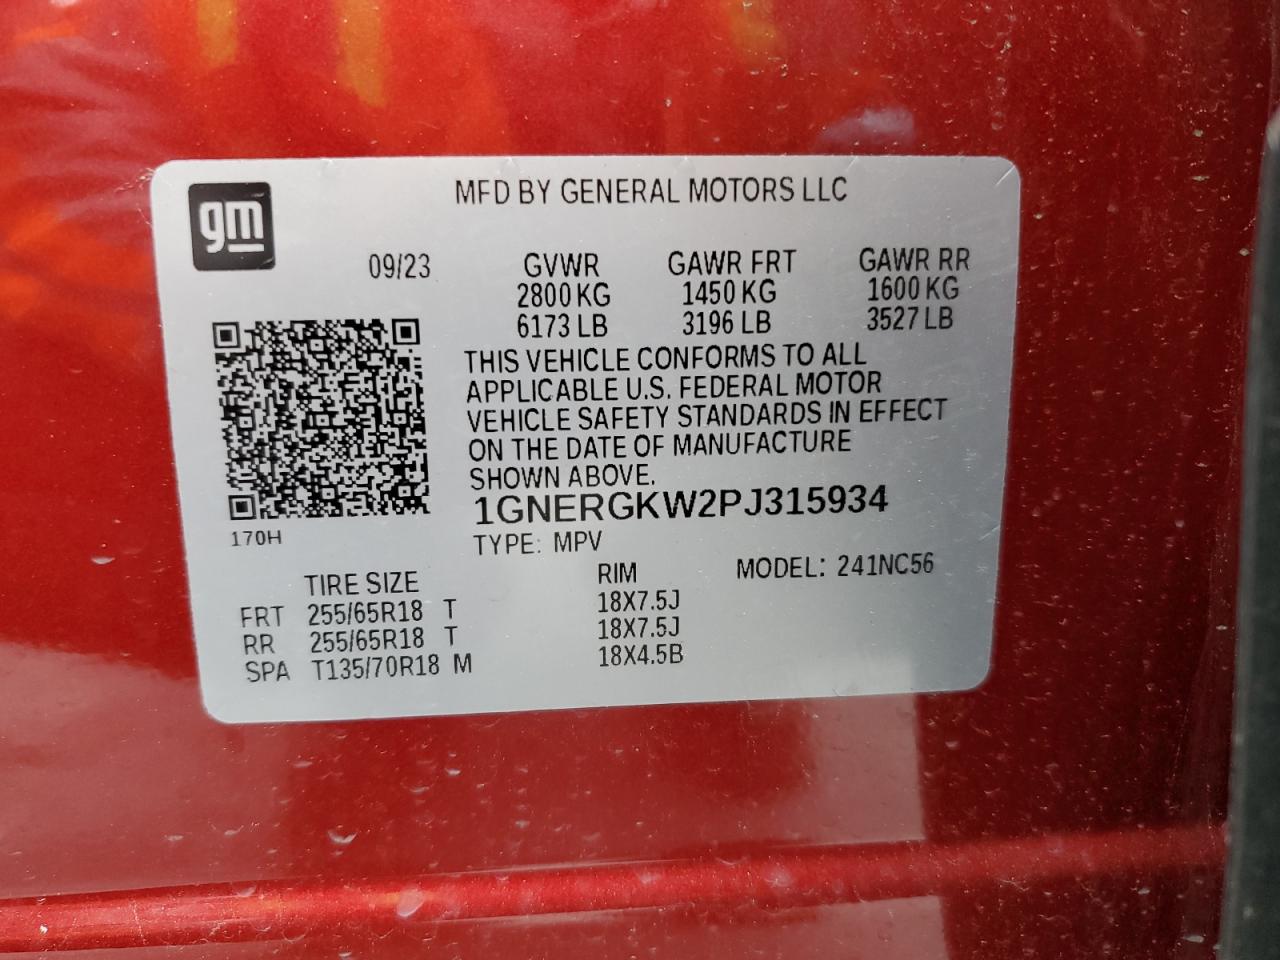 gm
MFD BY GENERAL MOTORS LLC
09/23 GVWR GAWR FRT GAWR RR
2800 KG 1450 KG 1600 KG
6173 LB 3196 LB 3527 LB
THIS VEHICLE CONFORMS TO ALL
APPLICABLE U.S. FEDERAL MOTOR
VEHICLE SAFETY STANDARDS IN EFFECT
ON THE DATE OF MANUFACTURE
SHOWN ABOVE.
1GNERGKW2PJ315934
170H
TYPE: MPV
TIRE SIZE RIM MODEL: 241NC56
FRT 255/65R18 T 18X7.5J
RR 255/65R18 T 18X7.5J
SPA T135/70R18 M 18X4.5B